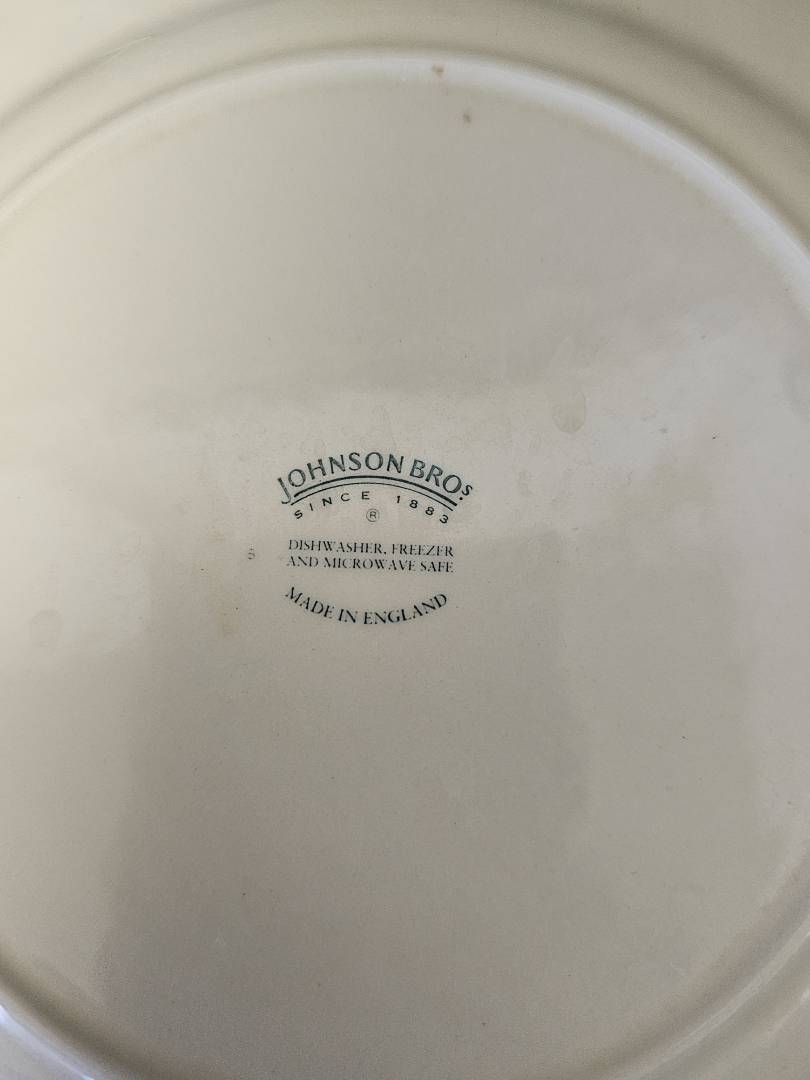 JOHNSON BROS
SINCE 1883
®
DISHWASHER, FREEZER
AND MICROWAVE SAFE
MADE IN ENGLAND